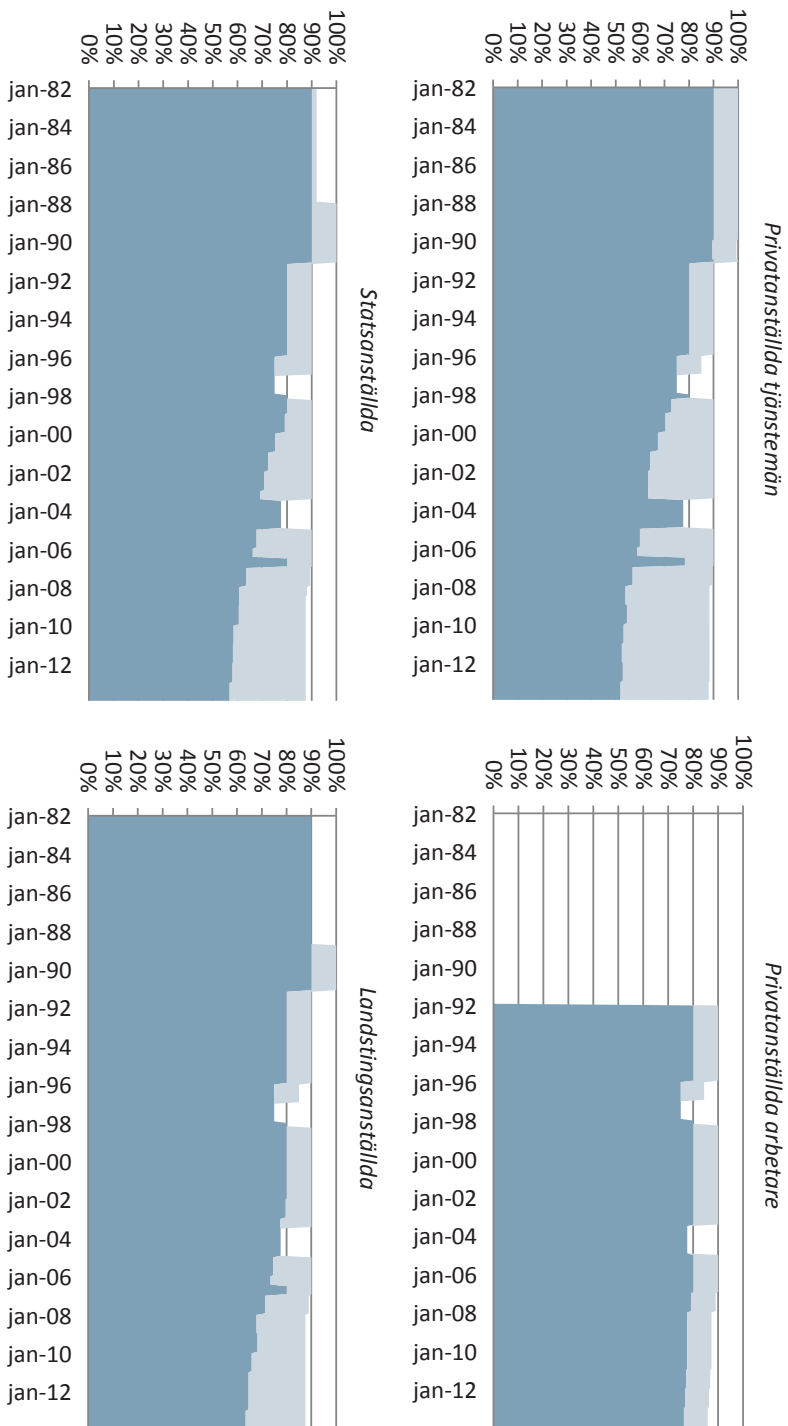 Privatanställda tjänstemän
100%
90%
80%
70%
60%
50%
40%
30%
20%
10%
0%
jan-82
jan-84
jan-86
jan-88
jan-90
jan-92
jan-94
jan-96
jan-98
jan-00
jan-02
jan-04
jan-06
jan-08
jan-10
jan-12
Privatanställda arbetare
100%
90%
80%
70%
60%
50%
40%
30%
20%
10%
0%
jan-82
jan-84
jan-86
jan-88
jan-90
jan-92
jan-94
jan-96
jan-98
jan-00
jan-02
jan-04
jan-06
jan-08
jan-10
jan-12
Statsanställda
100%
90%
80%
70%
60%
50%
40%
30%
20%
10%
0%
jan-82
jan-84
jan-86
jan-88
jan-90
jan-92
jan-94
jan-96
jan-98
jan-00
jan-02
jan-04
jan-06
jan-08
jan-10
jan-12
Landstingsanställda
100%
90%
80%
70%
60%
50%
40%
30%
20%
10%
0%
jan-82
jan-84
jan-86
jan-88
jan-90
jan-92
jan-94
jan-96
jan-98
jan-00
jan-02
jan-04
jan-06
jan-08
jan-10
jan-12